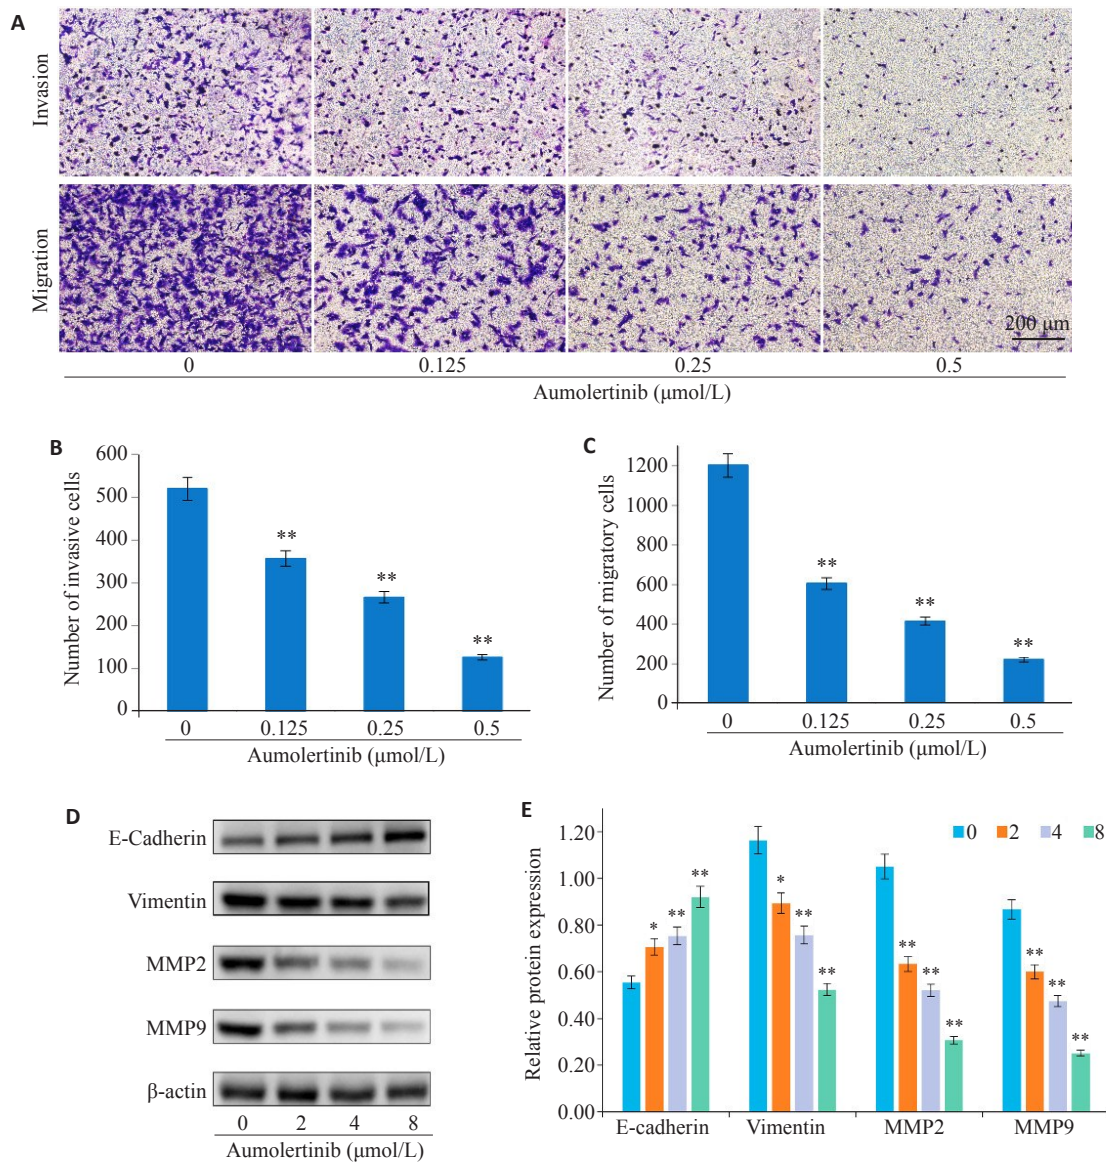 A
Invasion
Migration
200 μm
0 0.125 0.25 0.5
Aumolertinib (μmol/L)
B
Number of invasive cells
600
500
400
300
200
100
0
** ** **
0 0.125 0.25 0.5
Aumolertinib (μmol/L)
C
Number of migratory cells
1200
1000
800
600
400
200
0
** ** **
0 0.125 0.25 0.5
Aumolertinib (μmol/L)
D
E-Cadherin
Vimentin
MMP2
MMP9
β-actin
0 2 4 8
Aumolertinib (μmol/L)
E
Relative protein expression
1.20
1.00
0.80
0.60
0.40
0.20
0.00
0 2 4 8
* ** **
* ** **
** ** **
** ** **
E-cadherin Vimentin MMP2 MMP9